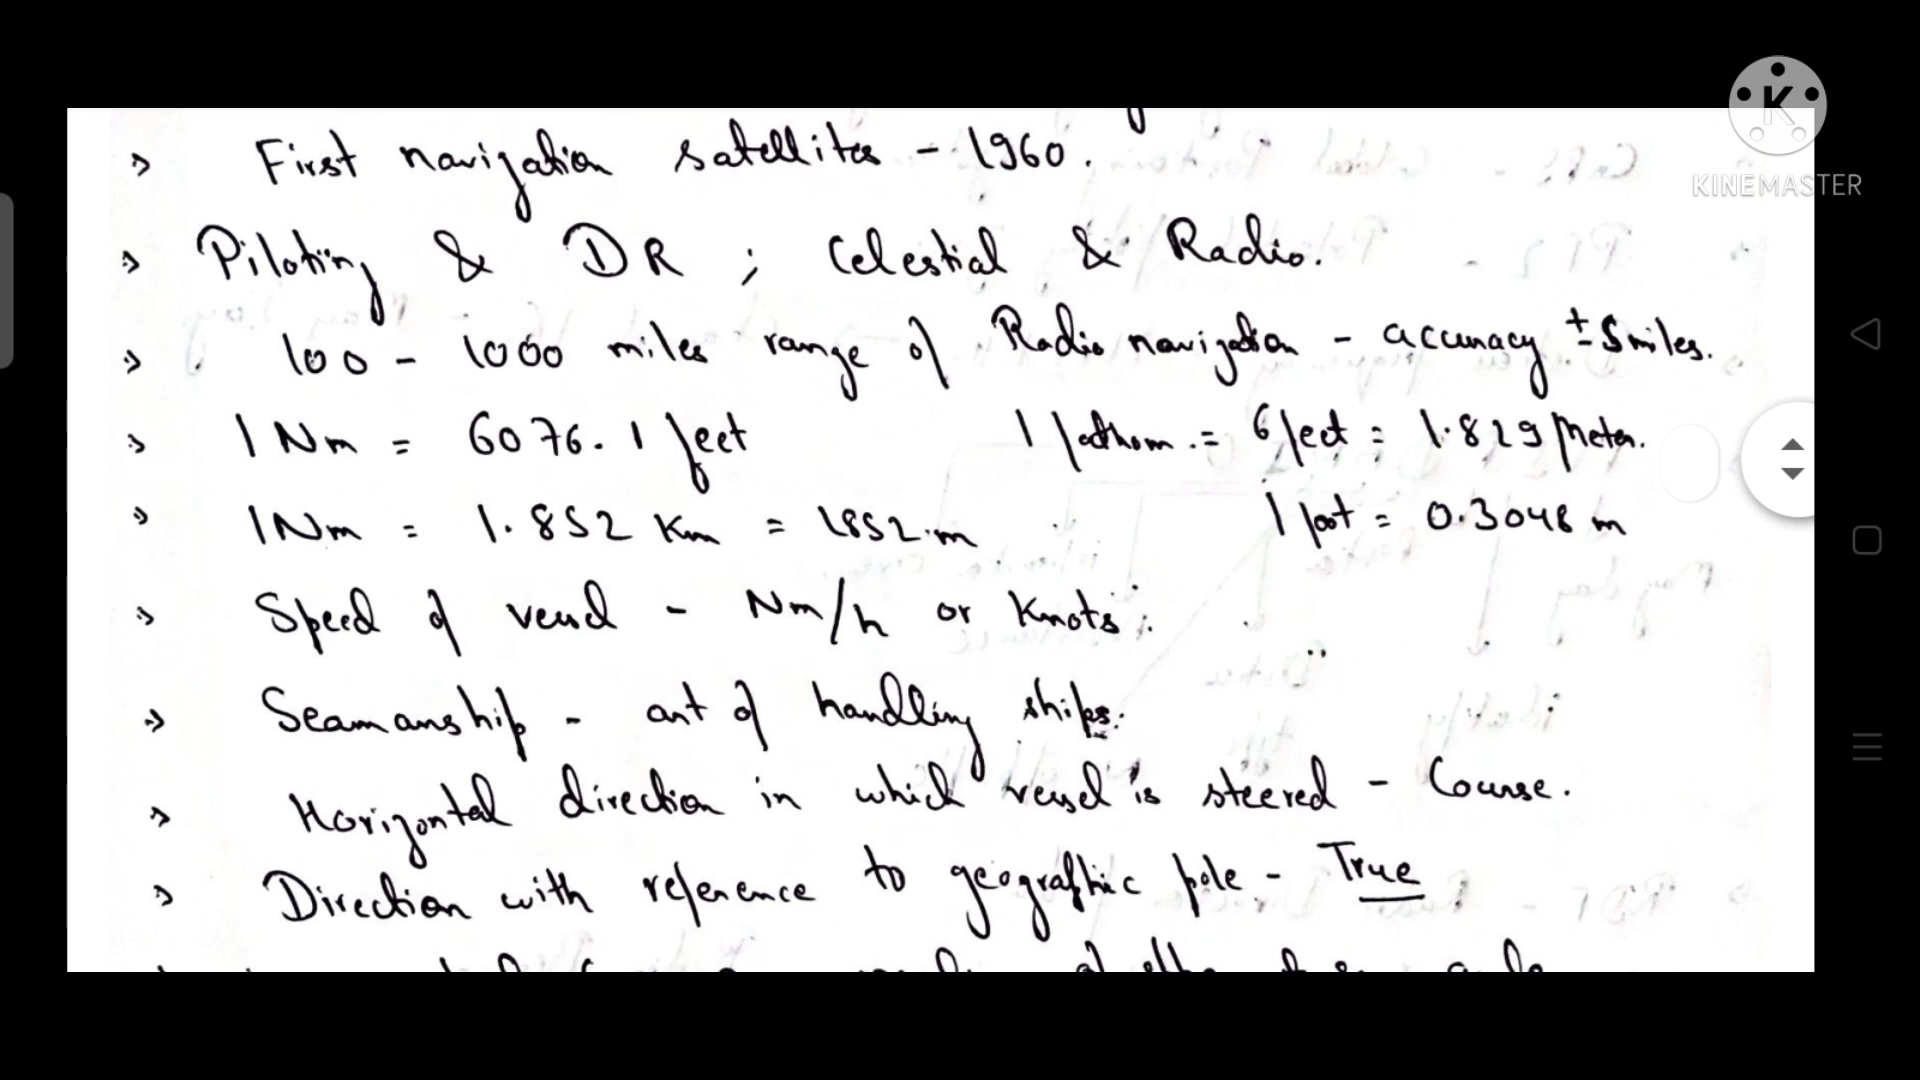 → First navigation satellites - 1960.
→ Piloting & DR ; Celestial & Radio.
→ 100 - 1000 miles range of Radio navigation - accuracy ± 5 miles.
→ 1 Nm = 6076.1 feet 1 fathom = 6 feet = 1.829 Meter.
→ 1 Nm = 1.852 Km = 1852 m 1 foot = 0.3048 m
→ Speed of vessel - Nm/h or Knots.
→ Seamanship - art of handling ships.
→ Horizontal direction in which vessel is steered - Course.
→ Direction with reference to geographic pole - True
KINEMASTER